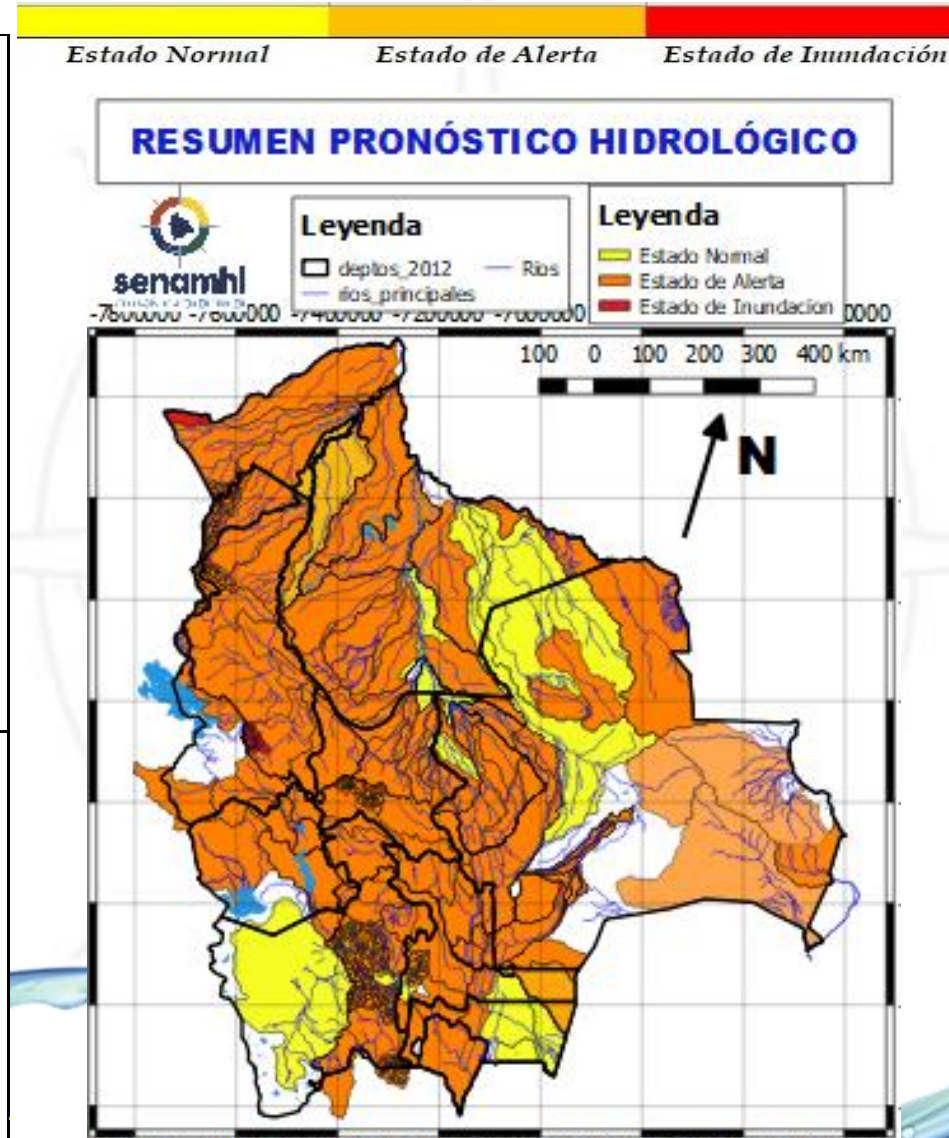 Estado Normal Estado de Alerta Estado de Inundación
RESUMEN PRONÓSTICO HIDROLÓGICO
senamhi
Leyenda
deptos_2012 Rios
rios_principales
Leyenda
Estado Normal
Estado de Alerta
Estado de Inundacion
-7800000 -7600000 -7400000 -7200000 -7000000
100 0 100 200 300 400 km
N